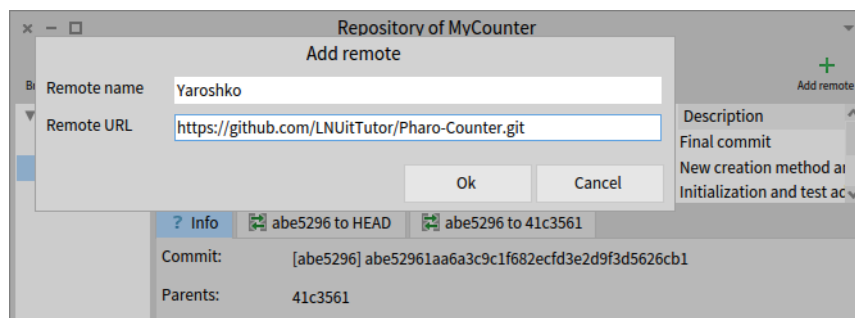 Repository of MyCounter
Add remote
Remote name
Yaroshko
Add remote
Remote URL
https://github.com/LNUitTutor/Pharo-Counter.git
Description
Final commit
New creation method
Initialization and test
Ok
Cancel
? Info
abe5296 to HEAD
abe5296 to 41c3561
Commit:
[abe5296] abe52961aa6a3c9c1f682ecfd3e2d9f3d5626cb1
Parents:
41c3561